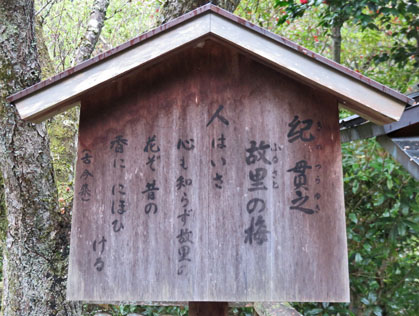 紀貫之
きのつらゆき
故里の梅
ふるさと
人はいさ
心も知らず故里の
花ぞ昔の
香ににほひ
ける
(古今集)